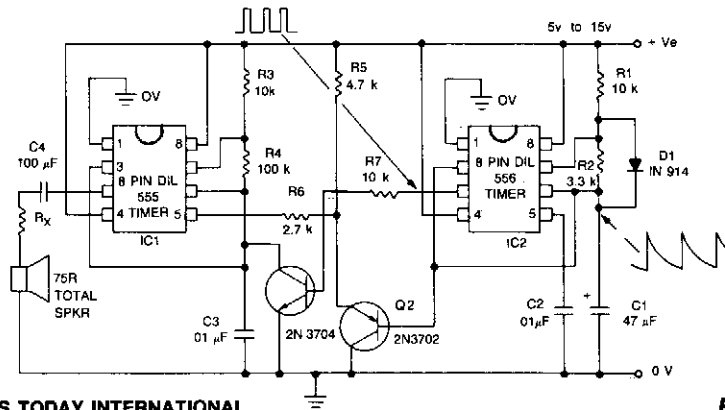 5v to 15v
+ Ve
R3
10k
R5
4.7 k
R1
10 k
0V
0V
C4
100 µF
1
8
3
8 PIN DIL
555
4
TIMER
5
IC1
R4
100 k
R7
10 k
R6
2.7 k
1
8
8 PIN DIL
556
TIMER
4
5
IC2
R2
3.3 k
D1
IN 914
RX
75R
TOTAL
SPKR
C3
01 µF
2N 3704
Q2
2N3702
C2
01µF
+
C1
47 µF
0 V
S TODAY INTERNATIONAL